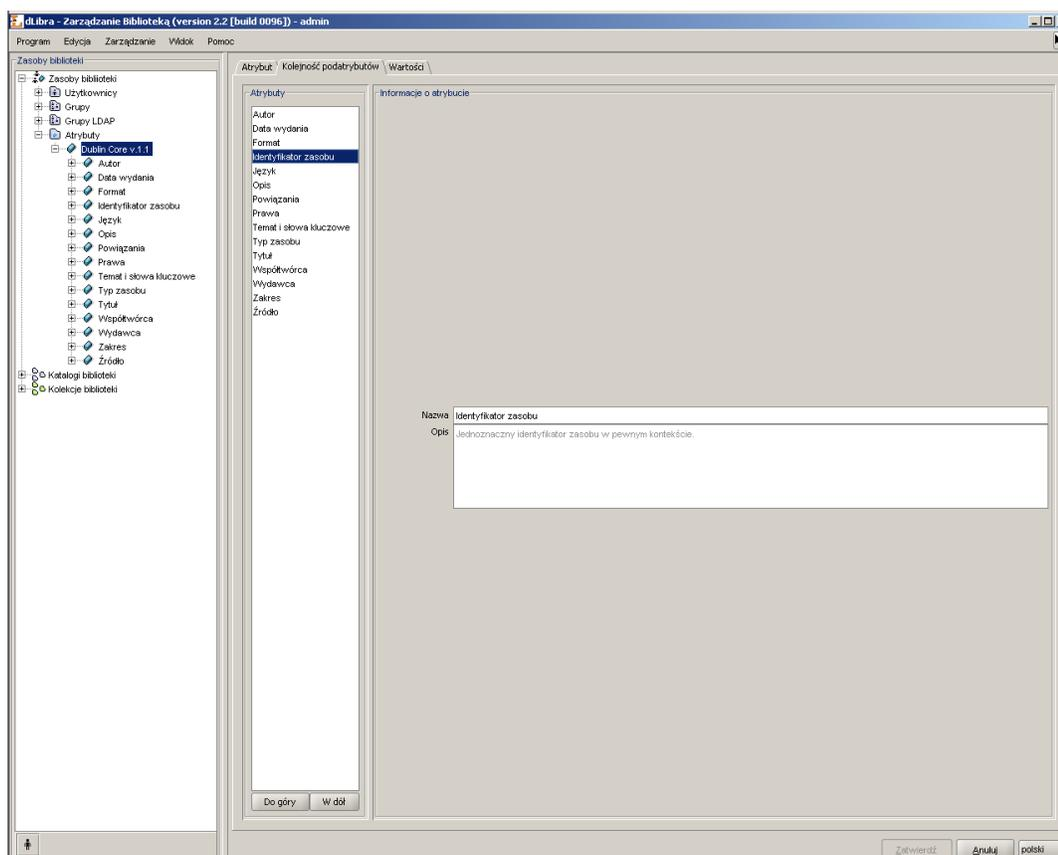 dLibra - Zarządzanie Biblioteką (version 2.2 [build 0096]) - admin
Program Edycja Zarządzanie Widok Pomoc
Zasoby biblioteki
Zasoby biblioteki
Użytkownicy
Grupy
Grupy LDAP
Atrybuty
Dublin Core v.1.1
Autor
Data wydania
Format
Identyfikator zasobu
Język
Opis
Powiązania
Prawa
Temat i słowa kluczowe
Typ zasobu
Tytuł
Współtwórca
Wydawca
Zakres
Źródło
Katalogi biblioteki
Kolekcje biblioteki
Atrybut Kolejność podatrybutów Wartości
Atrybuty
Autor
Data wydania
Format
Identyfikator zasobu
Język
Opis
Powiązania
Prawa
Temat i słowa kluczowe
Typ zasobu
Tytuł
Współtwórca
Wydawca
Zakres
Źródło
Do góry W dół
Informacje o atrybucie
Nazwa Identyfikator zasobu
Opis Jednoznaczny identyfikator zasobu w pewnym kontekście.
Zatwierdź Anuluj polski